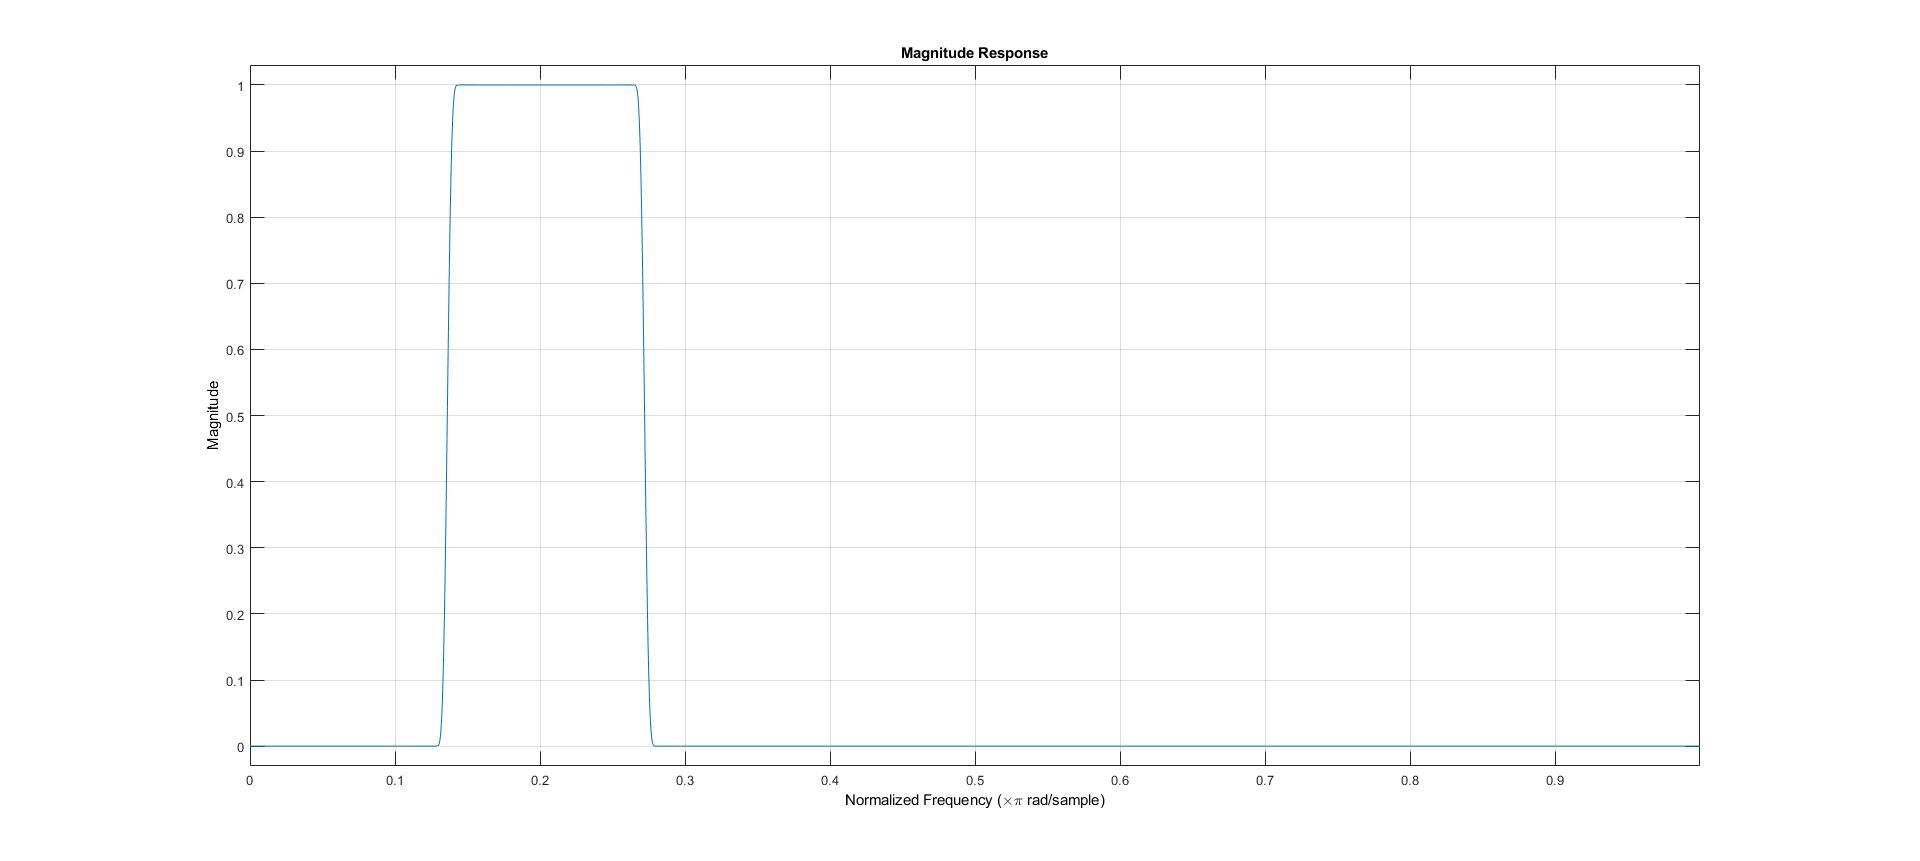 Magnitude Response
1
0.9
0.8
0.7
0.6
0.5
0.4
0.3
0.2
0.1
0
Magnitude
0 0.1 0.2 0.3 0.4 0.5 0.6 0.7 0.8 0.9
Normalized Frequency (×π rad/sample)